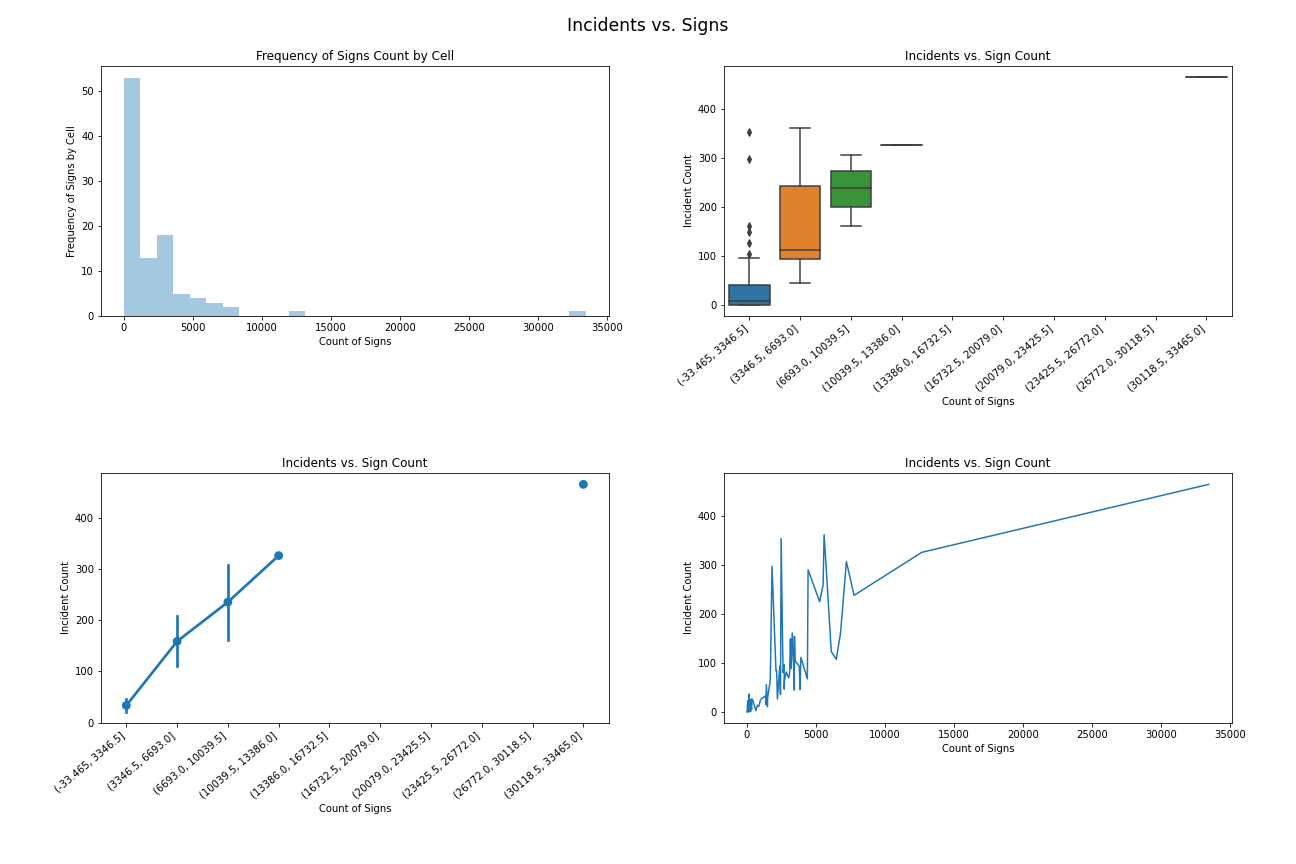 Incidents vs. Signs
Frequency of Signs Count by Cell
Frequency of Signs by Cell
50
40
30
20
10
0
0 5000 10000 15000 20000 25000 30000 35000
Count of Signs
Incidents vs. Sign Count
Incident Count
400
300
200
100
0
(-33.465, 3346.5]
(3346.5, 6693.0]
(6693.0, 10039.5]
(10039.5, 13386.0]
(13386.0, 16732.5]
(16732.5, 20079.0]
(20079.0, 23425.5]
(23425.5, 26772.0]
(26772.0, 30118.5]
(30118.5, 33465.0]
Count of Signs
Incidents vs. Sign Count
Incident Count
400
300
200
100
0
(-33.465, 3346.5]
(3346.5, 6693.0]
(6693.0, 10039.5]
(10039.5, 13386.0]
(13386.0, 16732.5]
(16732.5, 20079.0]
(20079.0, 23425.5]
(23425.5, 26772.0]
(26772.0, 30118.5]
(30118.5, 33465.0]
Count of Signs
Incidents vs. Sign Count
Incident Count
400
300
200
100
0
0 5000 10000 15000 20000 25000 30000 35000
Count of Signs